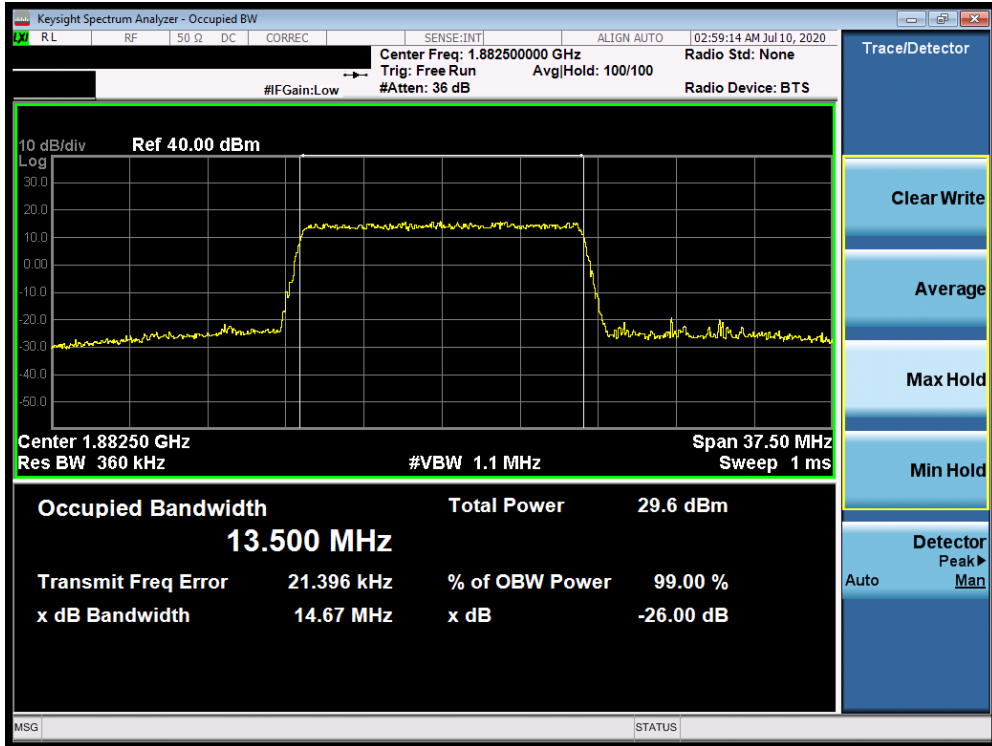 Keysight Spectrum Analyzer - Occupied BW
LXI RL RF 50 Ω DC CORREC SENSE:INT ALIGN AUTO 02:59:14 AM Jul 10, 2020
Center Freq: 1.882500000 GHz Radio Std: None
Trig: Free Run Avg|Hold: 100/100
#IFGain:Low #Atten: 36 dB Radio Device: BTS
Trace/Detector
10 dB/div Ref 40.00 dBm
Log
30.0
20.0
10.0
0.00
-10.0
-20.0
-30.0
-40.0
-50.0
Center 1.88250 GHz Span 37.50 MHz
Res BW 360 kHz #VBW 1.1 MHz Sweep 1 ms
Occupied Bandwidth Total Power 29.6 dBm
13.500 MHz
Transmit Freq Error 21.396 kHz % of OBW Power 99.00 %
x dB Bandwidth 14.67 MHz x dB -26.00 dB
Clear Write
Average
Max Hold
Min Hold
Detector
Peak▶
Auto Man
MSG STATUS